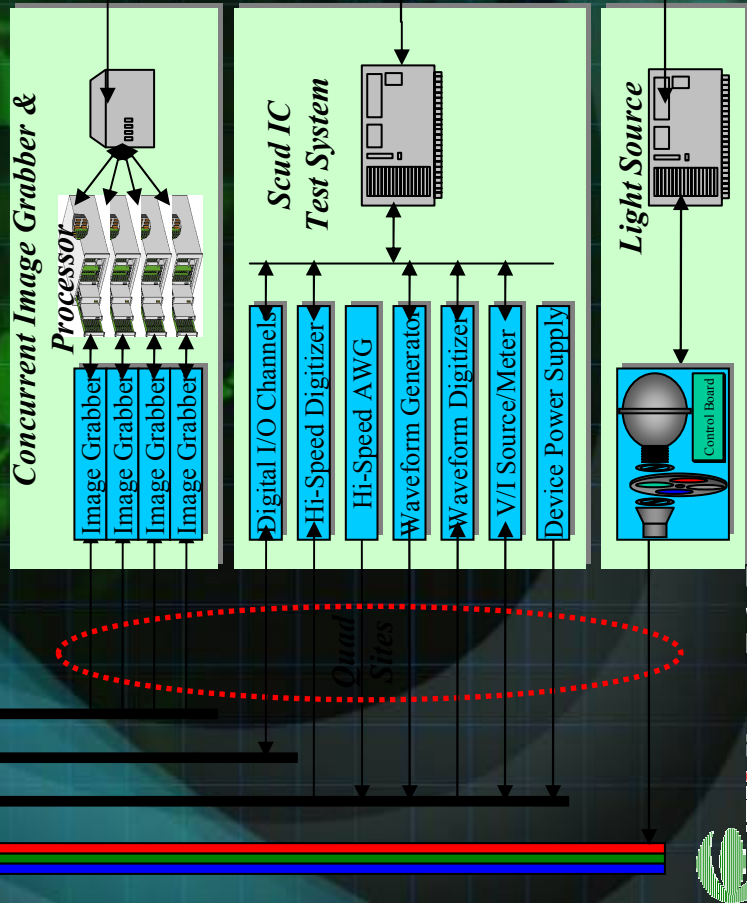 Concurrent Image Grabber &
Processor
Image Grabber
Image Grabber
Image Grabber
Image Grabber
Scud IC
Test System
Digital I/O Channels
Hi-Speed Digitizer
Hi-Speed AWG
Waveform Generator
Waveform Digitizer
V/I Source/Meter
Device Power Supply
Light Source
Control Board
Quad
Sites